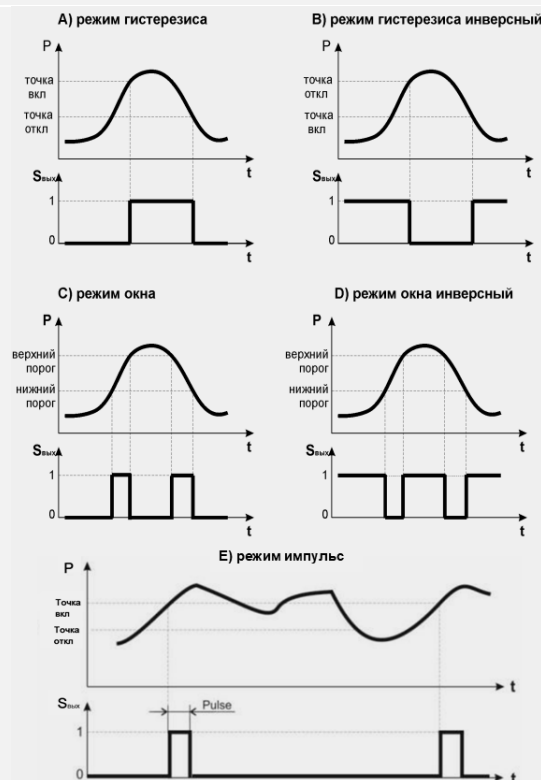 A) режим гистерезиса
P
точка
вкл
точка
откл
t
Sвых
1
0
t
B) режим гистерезиса инверсный
P
точка
откл
точка
вкл
t
Sвых
1
0
t
C) режим окна
P
верхний
порог
нижний
порог
t
Sвых
1
0
t
D) режим окна инверсный
P
верхний
порог
нижний
порог
t
Sвых
1
0
t
E) режим импульс
P
Точка
вкл
Точка
откл
t
Sвых
Pulse
1
0
t